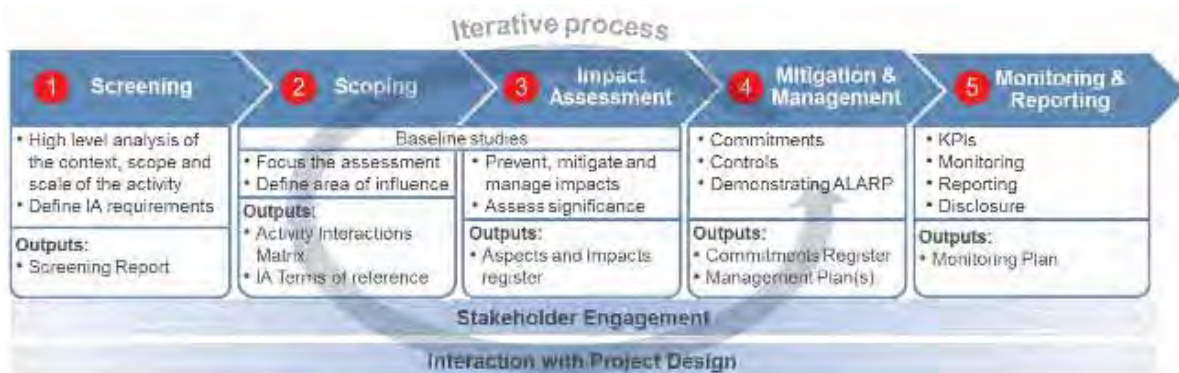 Iterative process
1 Screening
2 Scoping
3 Impact
Assessment
4 Mitigation &
Management
5 Monitoring &
Reporting
• High level analysis of
the context, scope and
scale of the activity
• Define IA requirements
Outputs:
• Screening Report
Baseline studies
• Focus the assessment
• Define area of influence
Outputs:
• Activity Interactions
Matrix
• IA Terms of reference
• Prevent, mitigate and
manage impacts
• Assess significance
Outputs:
• Aspects and Impacts
register
• Commitments
• Controls
• Demonstrating ALARP
Outputs:
• Commitments Register
• Management Plan(s)
• KPIs
• Monitoring
• Reporting
• Disclosure
Outputs:
• Monitoring Plan
Stakeholder Engagement
Interaction with Project Design